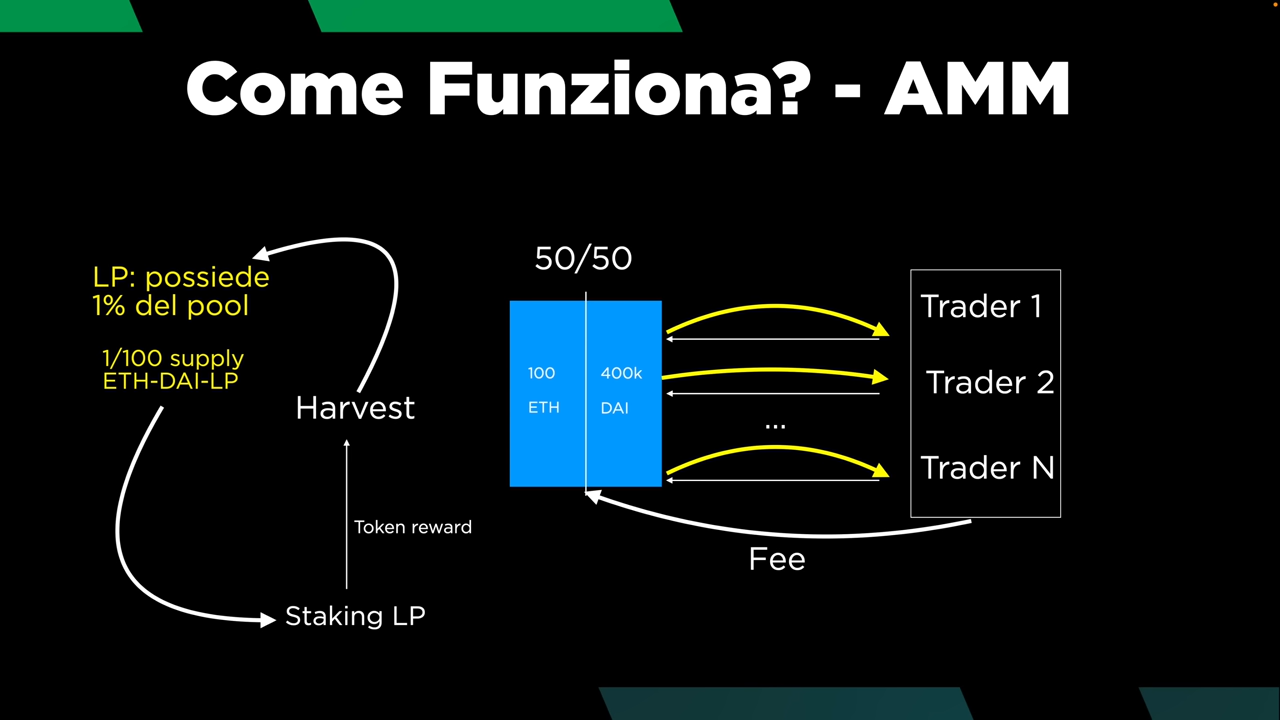 Come Funziona? - AMM
LP: possiede
1% del pool
1/100 supply
ETH-DAI-LP
Harvest
Token reward
Staking LP
50/50
100
ETH
400k
DAI
Trader 1
Trader 2
...
Trader N
Fee